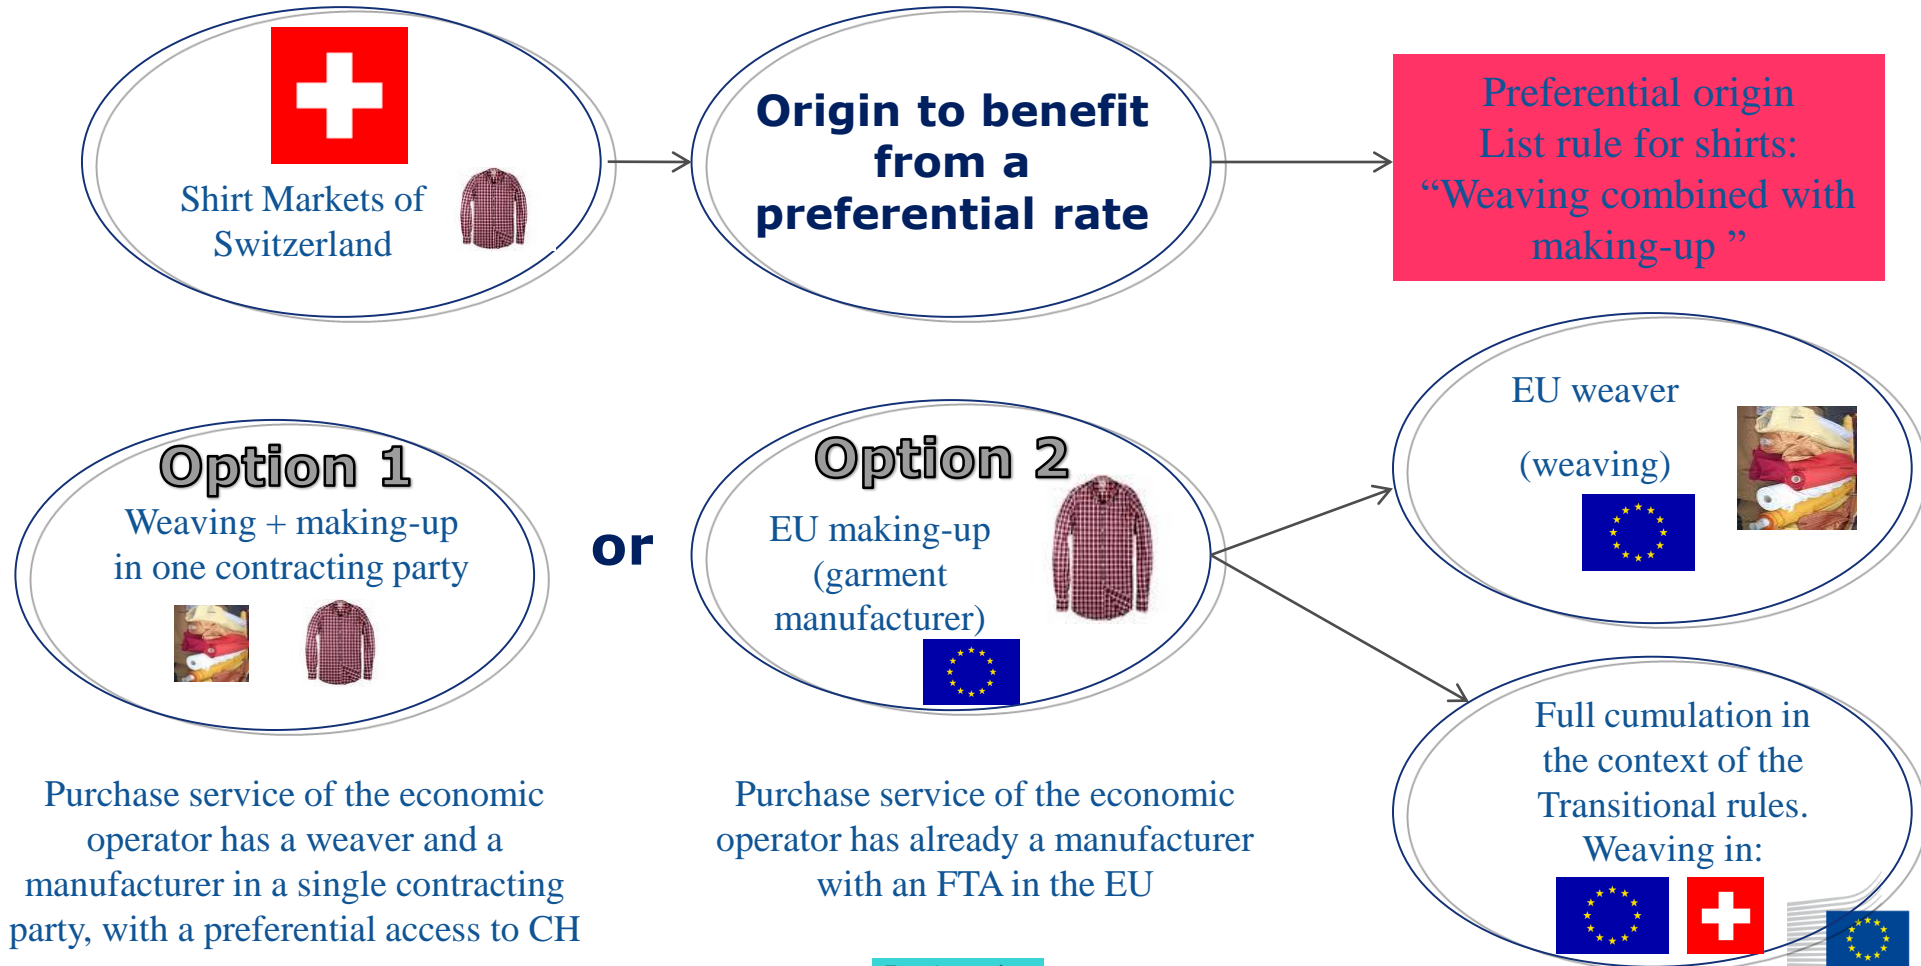 Shirt Markets of
Switzerland
Origin to benefit
from a
preferential rate
Preferential origin
List rule for shirts:
“Weaving combined with
making-up ”
Option 1
Weaving + making-up
in one contracting party
or
Option 2
EU making-up
(garment
manufacturer)
EU weaver
(weaving)
Full cumulation in
the context of the
Transitional rules.
Weaving in:
Purchase service of the economic
operator has a weaver and a
manufacturer in a single contracting
party, with a preferential access to CH
Purchase service of the economic
operator has already a manufacturer
with an FTA in the EU